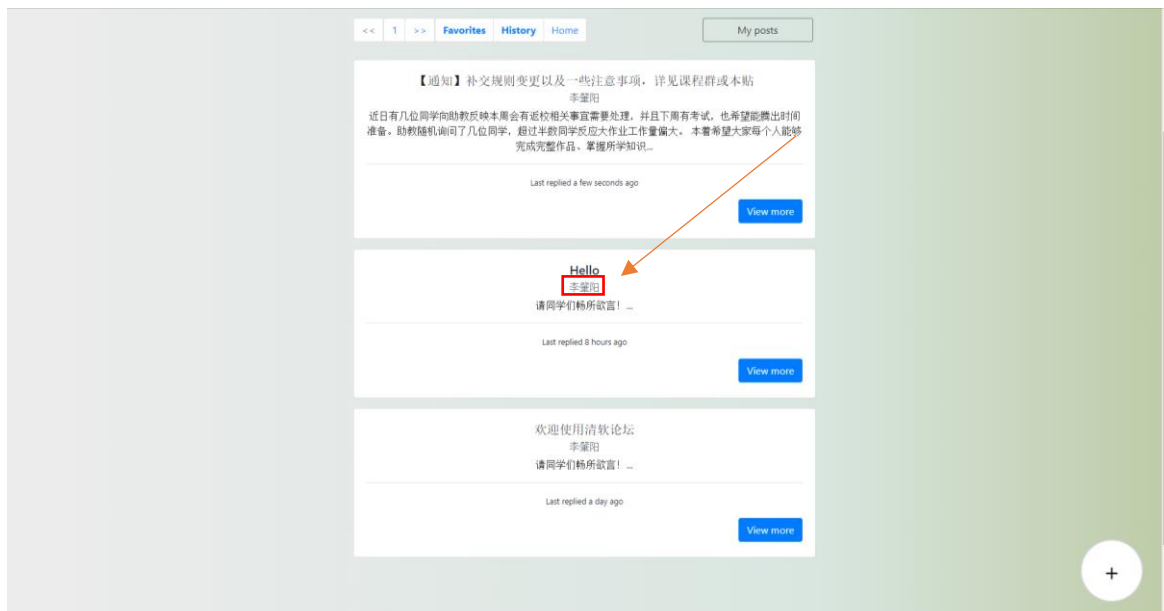 << 1 >> Favorites History Home My posts
【通知】补交规则变更以及一些注意事项，详见课程群或本贴
李肇阳
近日有几位同学向助教反映本周会有返校相关事宜需要处理，并且下周有考试，也希望能腾出时间
准备。助教随机询问了几位同学，超过半数同学反应大作业工作量偏大。 本着希望大家每个人能够
完成完整作品、掌握所学知识...
Last replied a few seconds ago
View more
Hello
李肇阳
请同学们畅所欲言！ ...
Last replied 8 hours ago
View more
欢迎使用清软论坛
李肇阳
请同学们畅所欲言！ ...
Last replied a day ago
View more
+